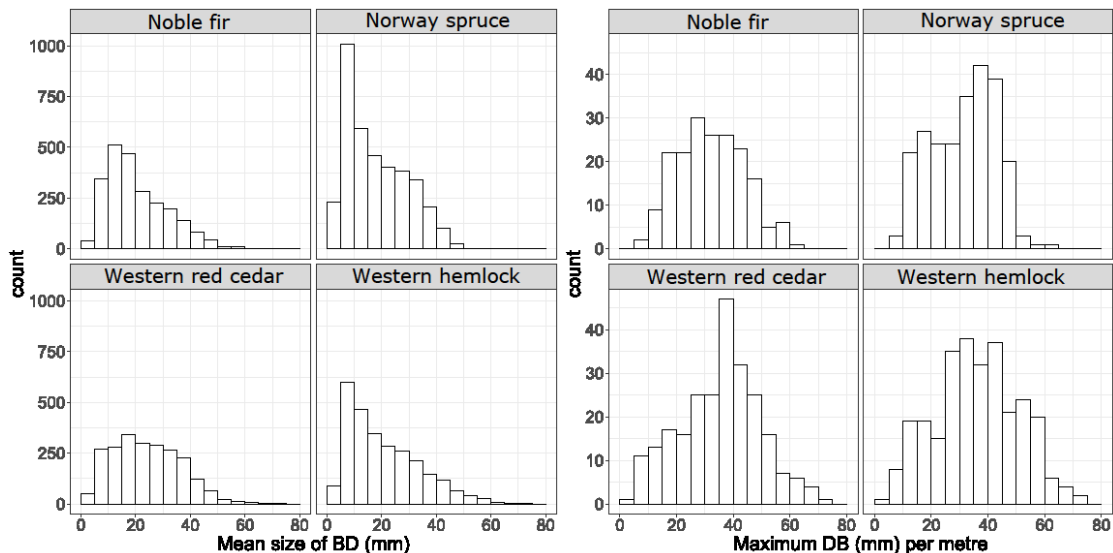 Noble fir
Norway spruce
1000
750
500
250
0
Western red cedar
Western hemlock
1000
750
500
250
0
count
0 20 40 60 80
0 20 40 60 80
Mean size of BD (mm)
Noble fir
Norway spruce
40
30
20
10
0
Western red cedar
Western hemlock
40
30
20
10
0
count
0 20 40 60 80
0 20 40 60 80
Maximum DB (mm) per metre